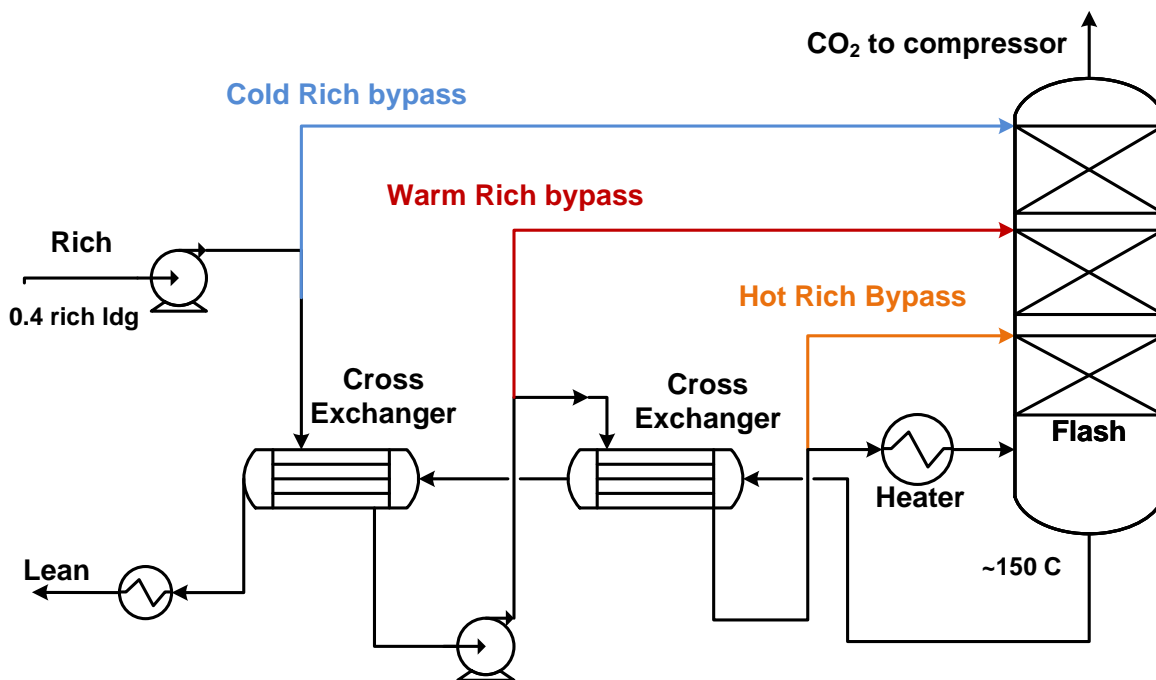 CO₂ to compressor
Cold Rich bypass
Warm Rich bypass
Rich
0.4 rich ldg
Hot Rich Bypass
Cross
Exchanger
Cross
Exchanger
Flash
Heater
Lean
~150 C